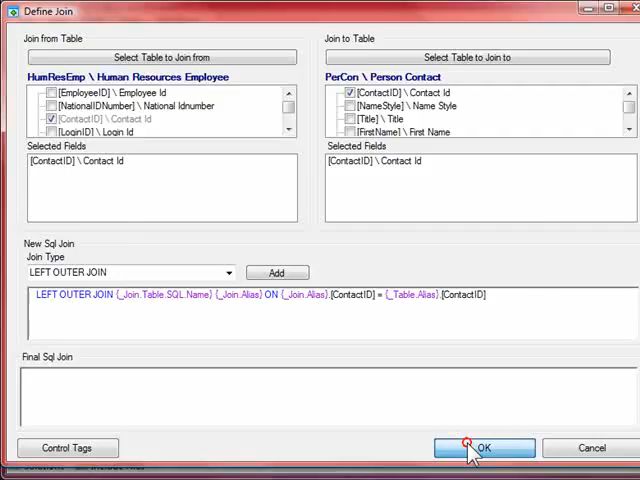 Define Join
Join from Table
Join to Table
Select Table to Join from
Select Table to Join to
HumResEmp \ Human Resources Employee
PerCon \ Person Contact
[EmployeeID] \ Employee Id
[NationalIDNumber] \ National Idnumber
[ContactID] \ Contact Id
[LoginID] \ Login Id
[ContactID] \ Contact Id
[NameStyle] \ Name Style
[Title] \ Title
[FirstName] \ First Name
Selected Fields
Selected Fields
[ContactID] \ Contact Id
[ContactID] \ Contact Id
New Sql Join
Join Type
LEFT OUTER JOIN
Add
LEFT OUTER JOIN {_Join.Table.SQL.Name} {_Join.Alias} ON {_Join.Alias}.[ContactID] = {_Table.Alias}.[ContactID]
Final Sql Join
Control Tags
OK
Cancel